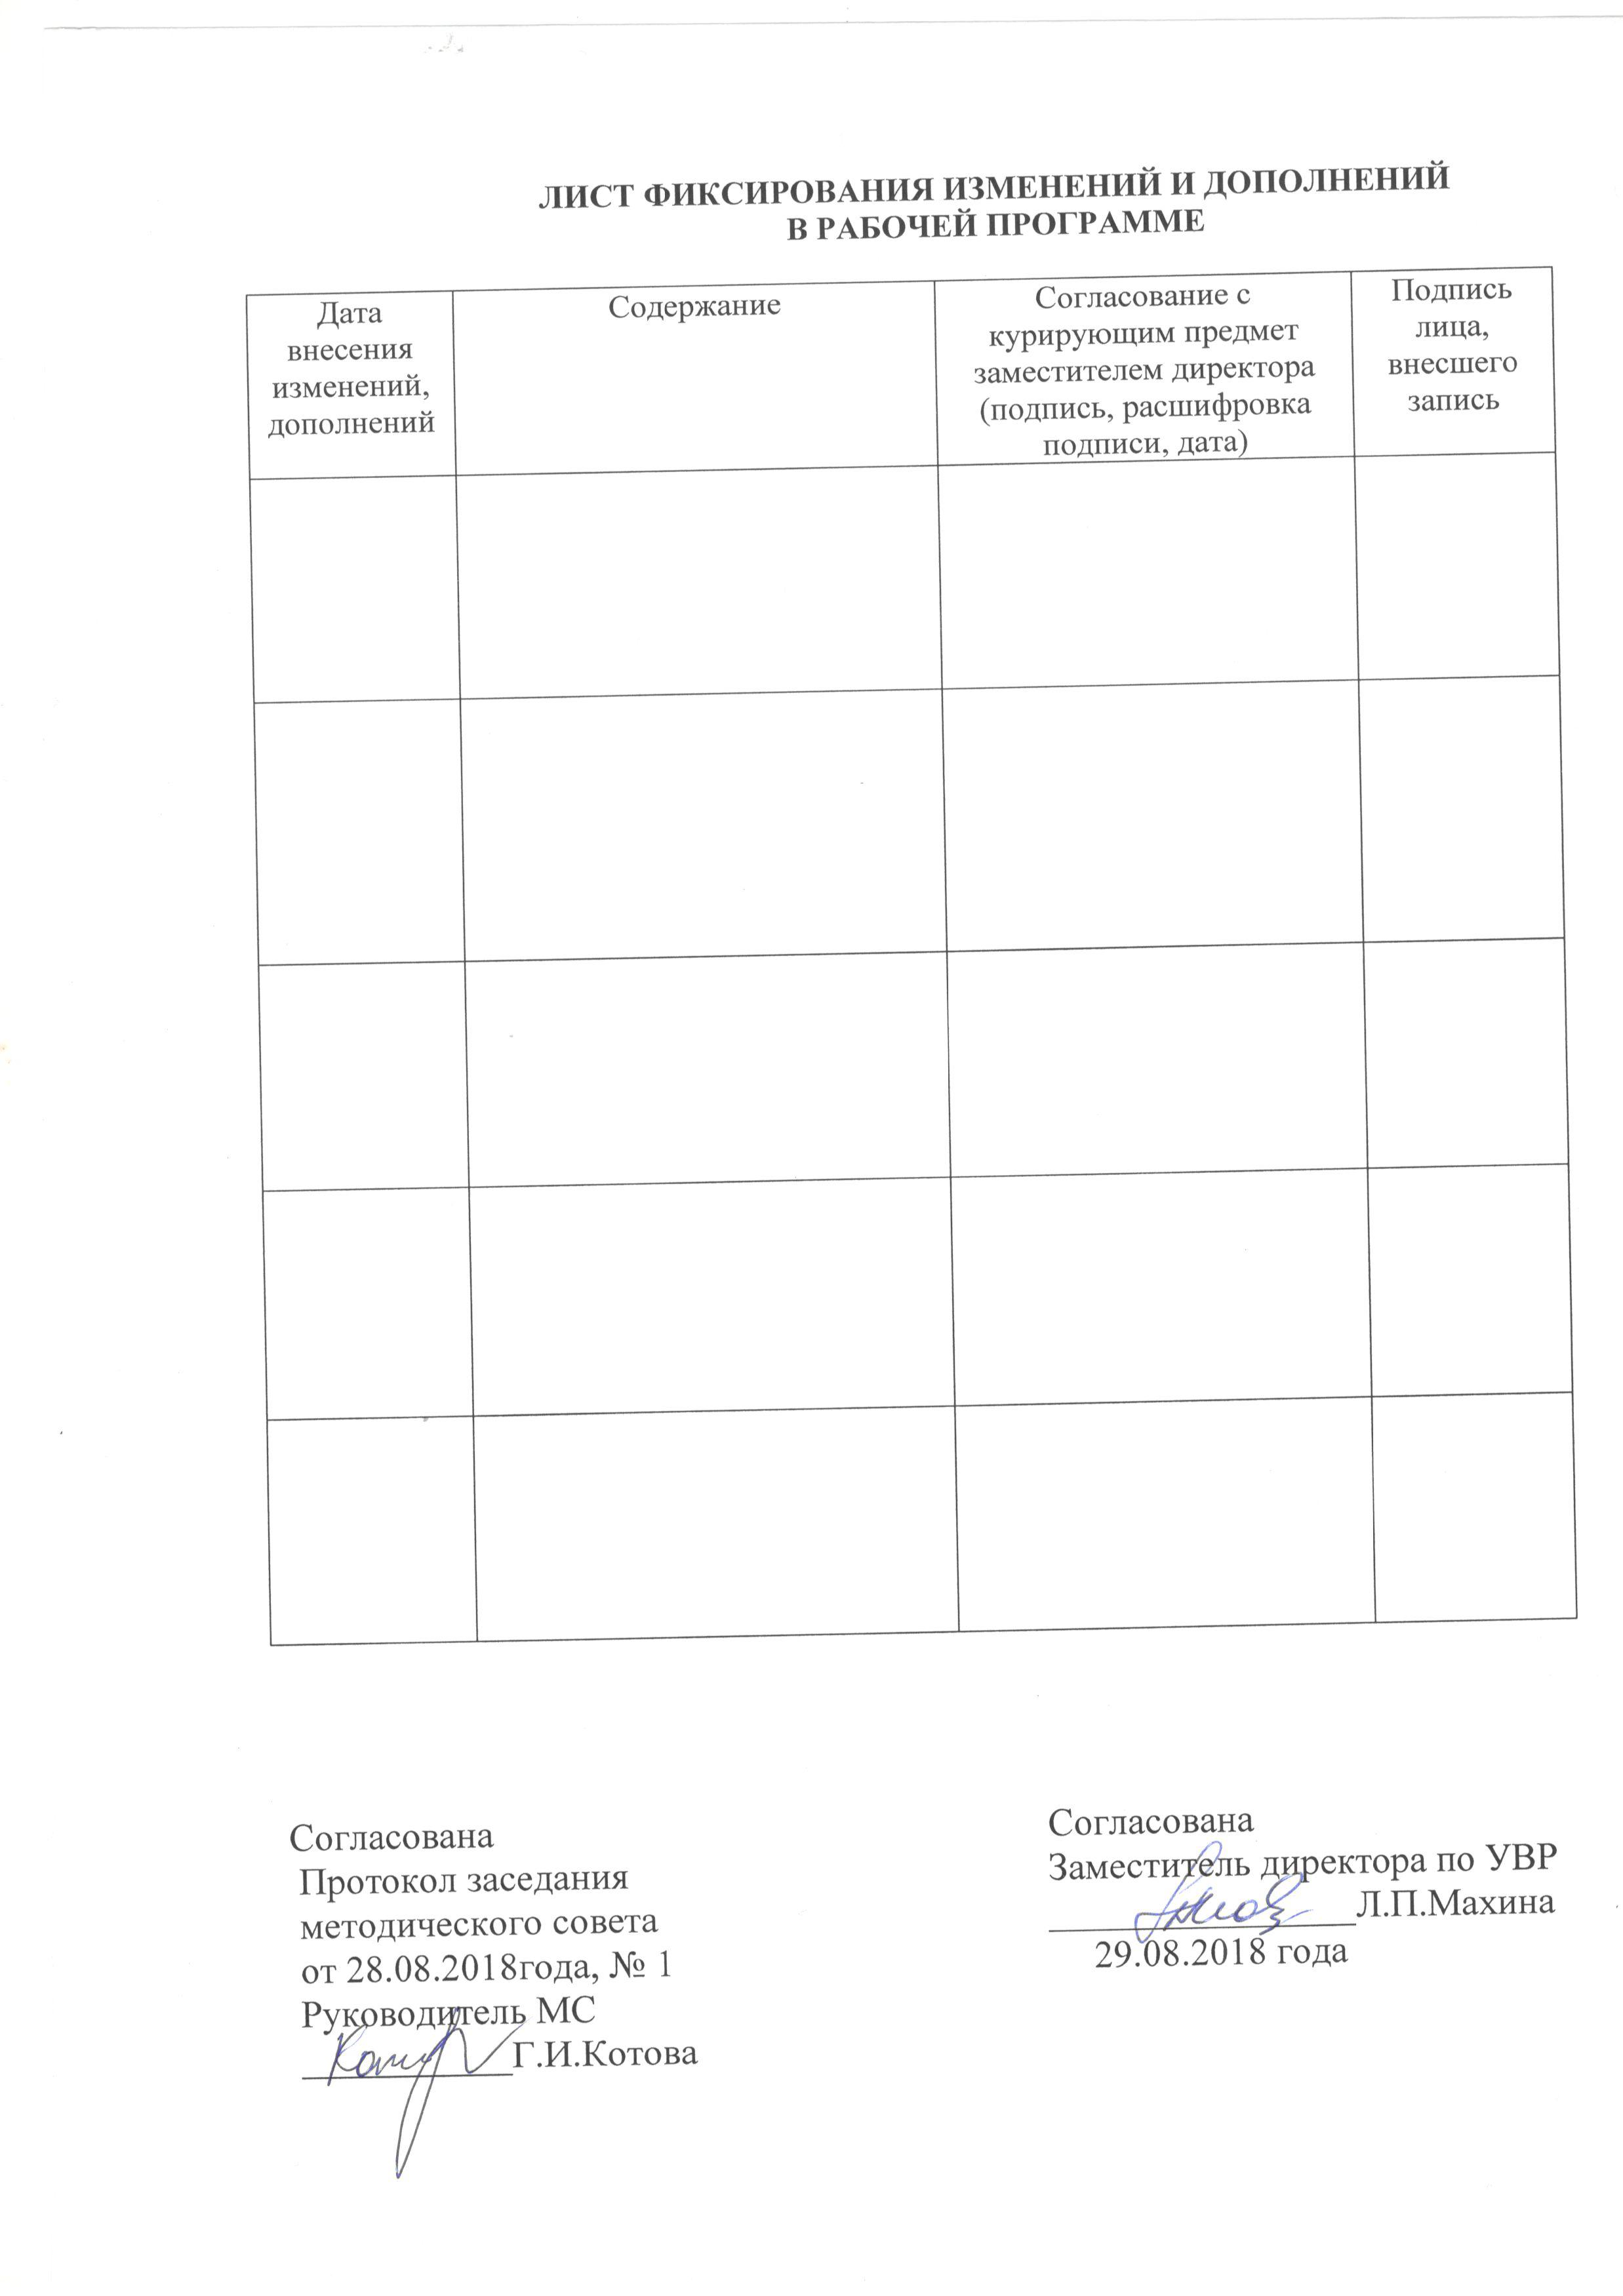 ЛИСТ ФИКСИРОВАНИЯ ИЗМЕНЕНИЙ И ДОПОЛНЕНИЙ
В РАБОЧЕЙ ПРОГРАММЕ
Дата
внесения
изменений,
дополнений
Содержание
Согласование с
курирующим предмет
заместителем директора
(подпись, расшифровка
подписи, дата)
Подпись
лица,
внесшего
запись
Согласована
Протокол заседания
методического совета
от 28.08.2018года, № 1
Руководитель МС
Г.И.Котова
Согласована
Заместитель директора по УВР
Л.П.Махина
29.08.2018 года